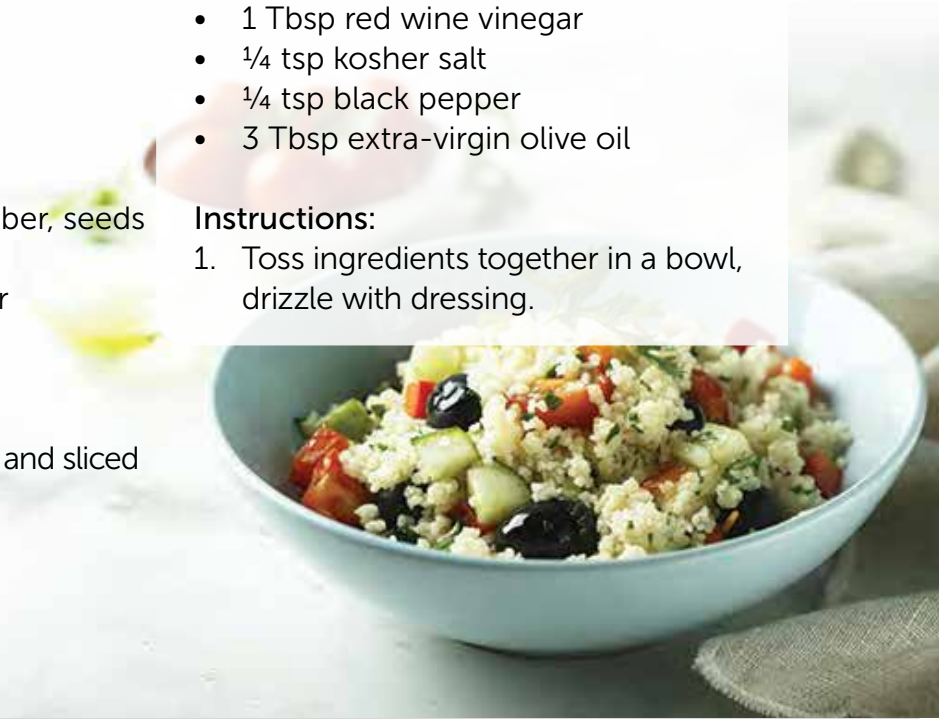 ber, seeds
r
and sliced
• 1 Tbsp red wine vinegar
• ¼ tsp kosher salt
• ¼ tsp black pepper
• 3 Tbsp extra-virgin olive oil
Instructions:
1. Toss ingredients together in a bowl,
drizzle with dressing.